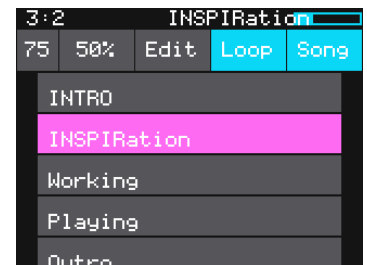 3:2 INSPIRation
75 50% Edit Loop Song
INTRO
INSPIRation
Working
Playing
Outro